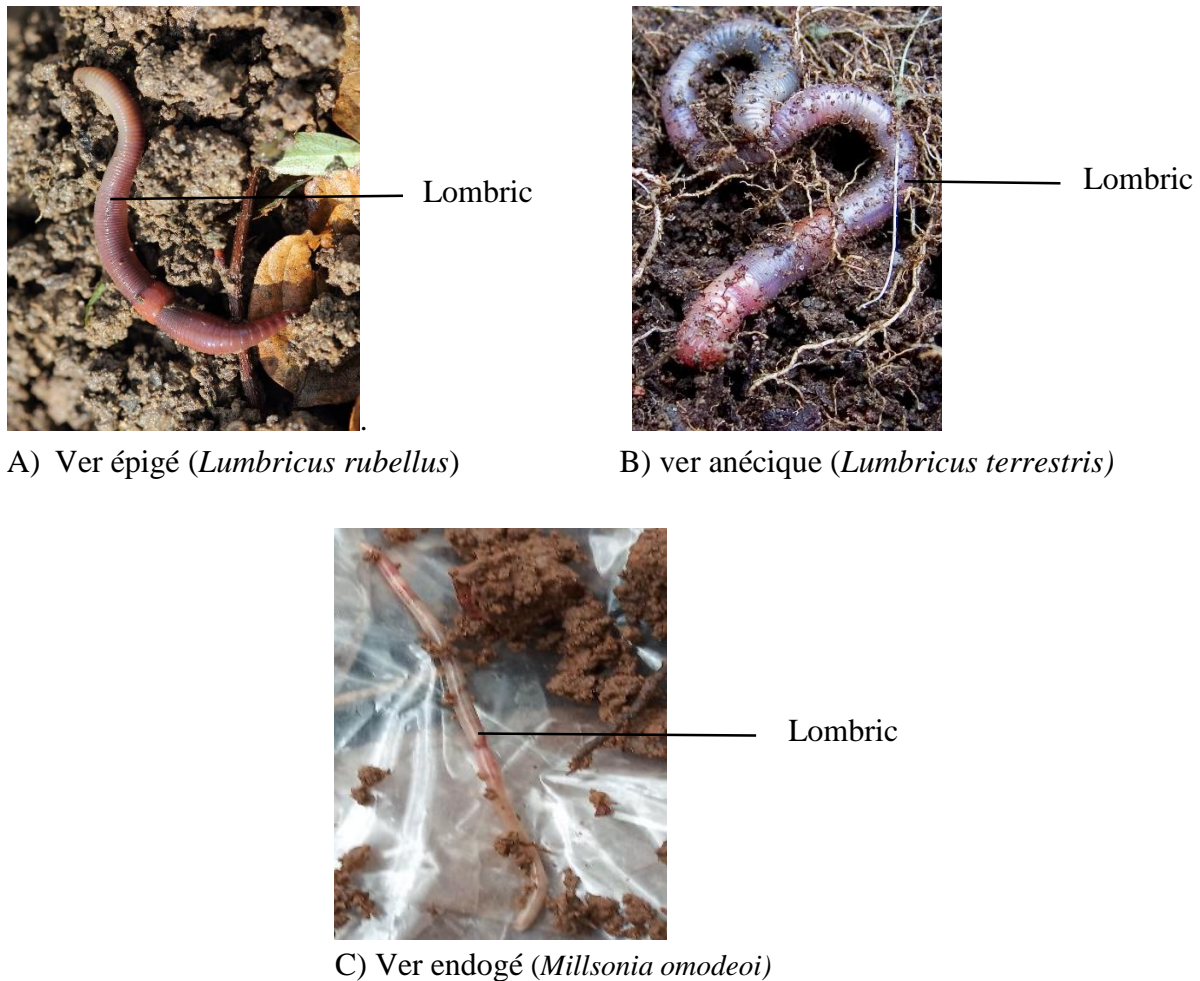 Lombric
Lombric
.
A) Ver épigé (Lumbricus rubellus)
B) ver anécique (Lumbricus terrestris)
Lombric
C) Ver endogé (Millsonia omodeoi)